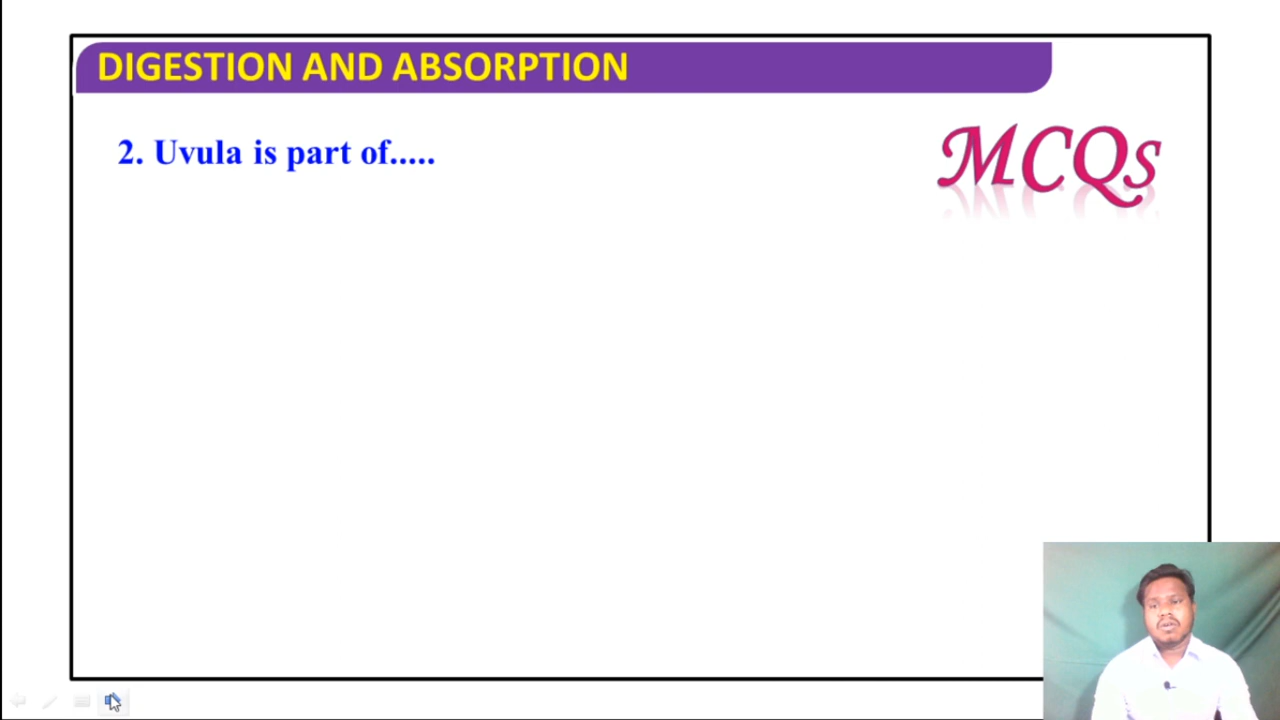 DIGESTION AND ABSORPTION
2. Uvula is part of.....
MCQs